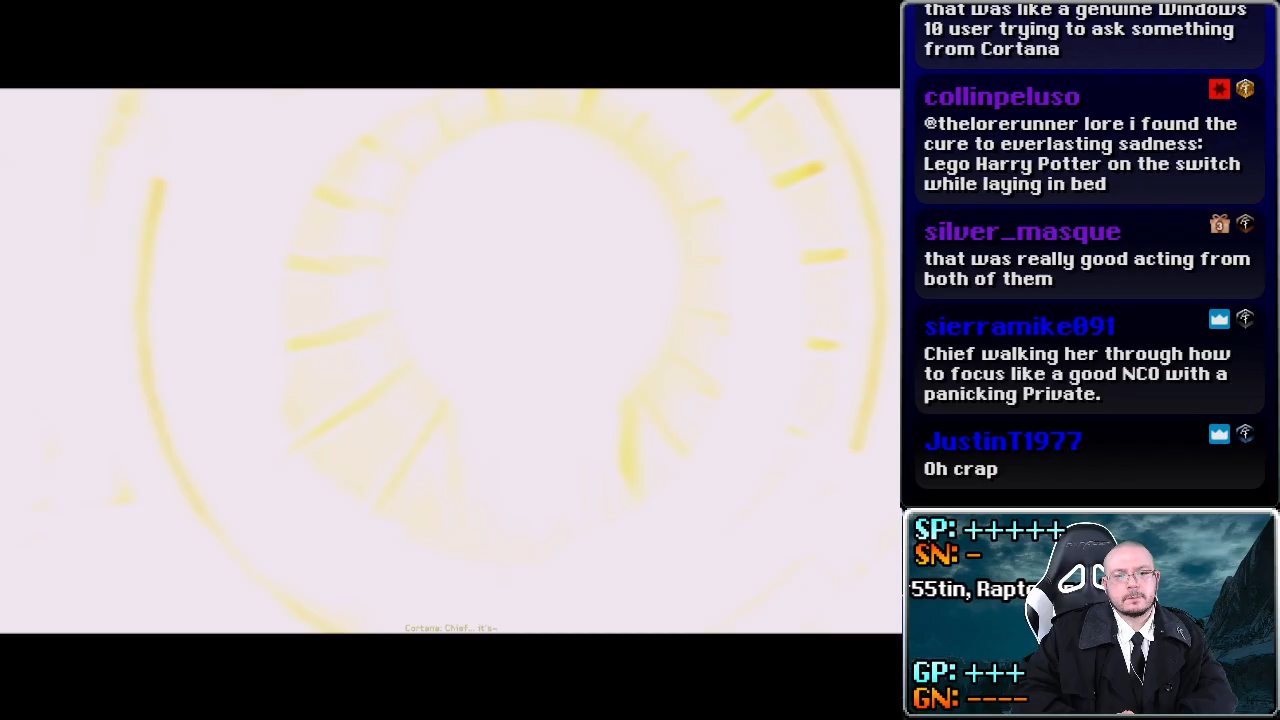 that was like a genuine Windows
10 user trying to ask something
from Cortana
collinpeluso
@thelorerunner lore i found the
cure to everlasting sadness:
Lego Harry Potter on the switch
while laying in bed
silver_masque
3
that was really good acting from
both of them
sierramike091
Chief walking her through how
to focus like a good NCO with a
panicking Private.
JustinT1977
Oh crap
SP: +++++
SN: -
55tin, Rapto
GP: +++
GN: ----
Cortana: Chief... it's-